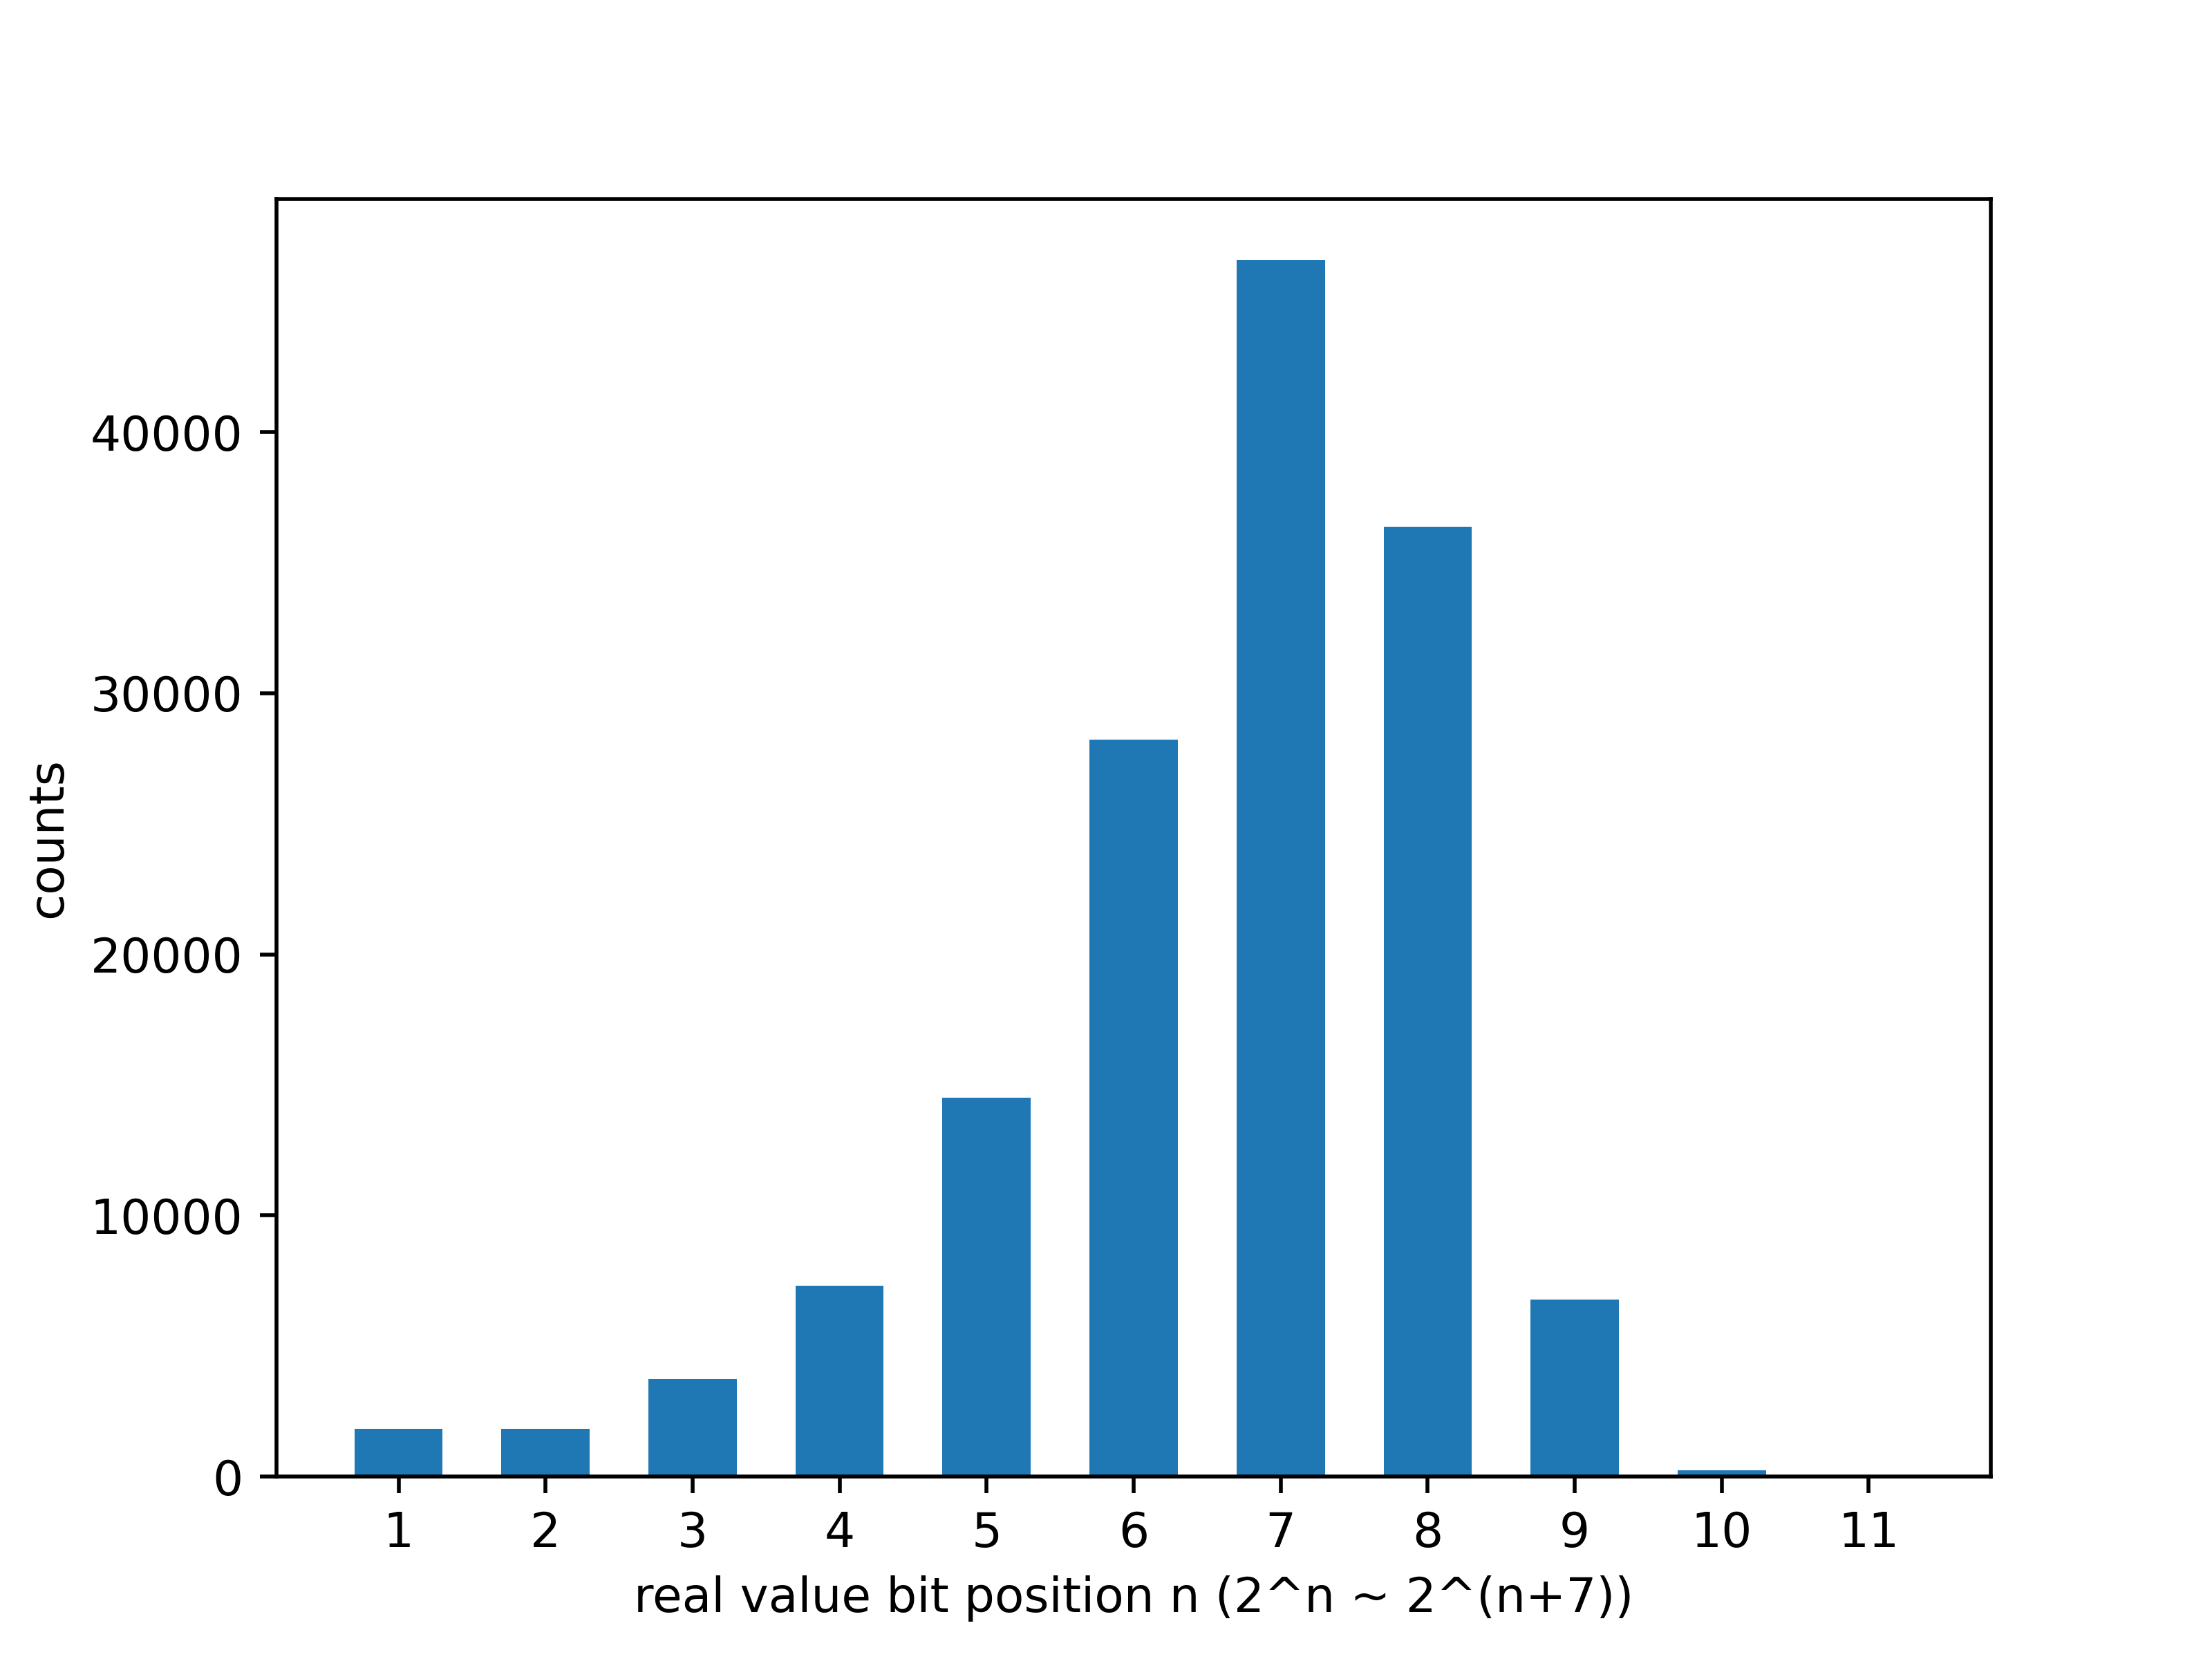 counts
40000
30000
20000
10000
0
1 2 3 4 5 6 7 8 9 10 11
real value bit position n (2^n ~ 2^(n+7))